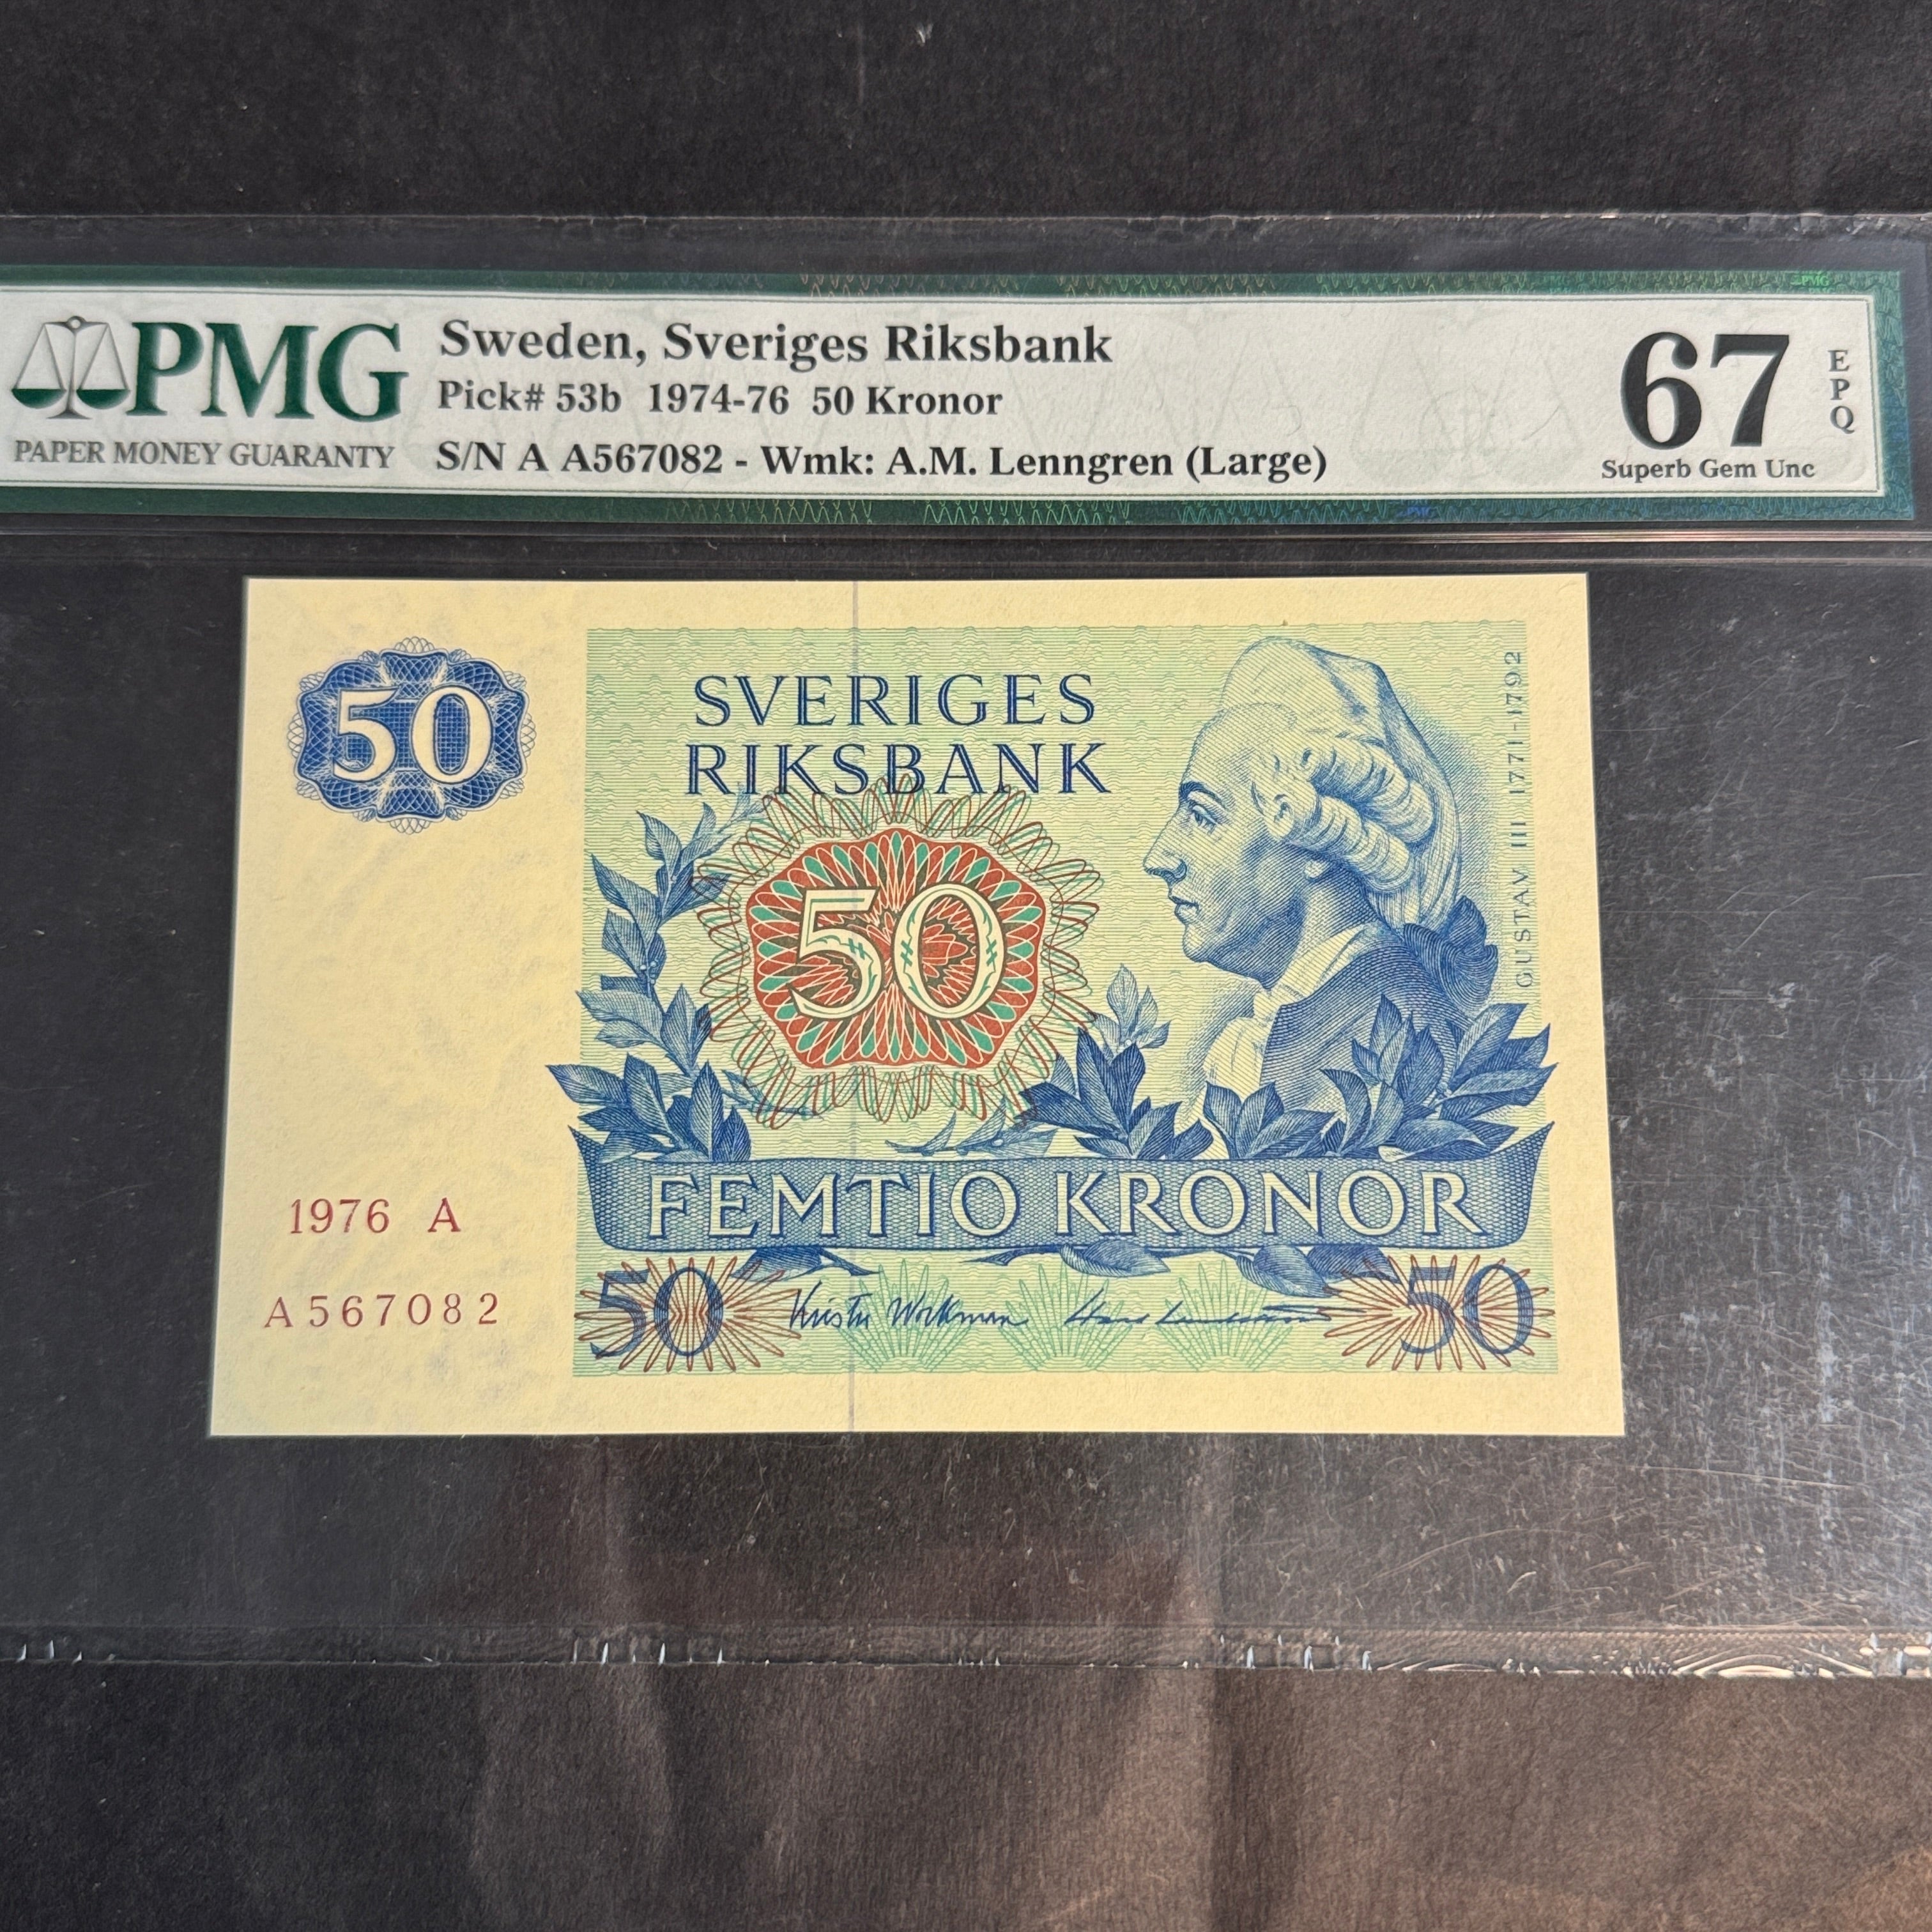 PMG
PAPER MONEY GUARANTY
Sweden, Sveriges Riksbank
Pick# 53b 1974-76 50 Kronor
S/N A A567082 - Wmk: A.M. Lenngren (Large)
67
EPQ
Superb Gem Unc
50
SVERIGES
RIKSBANK
50
GUSTAV III 1771-1792
FEMTIO KRONOR
1976 A
A567082
50
50